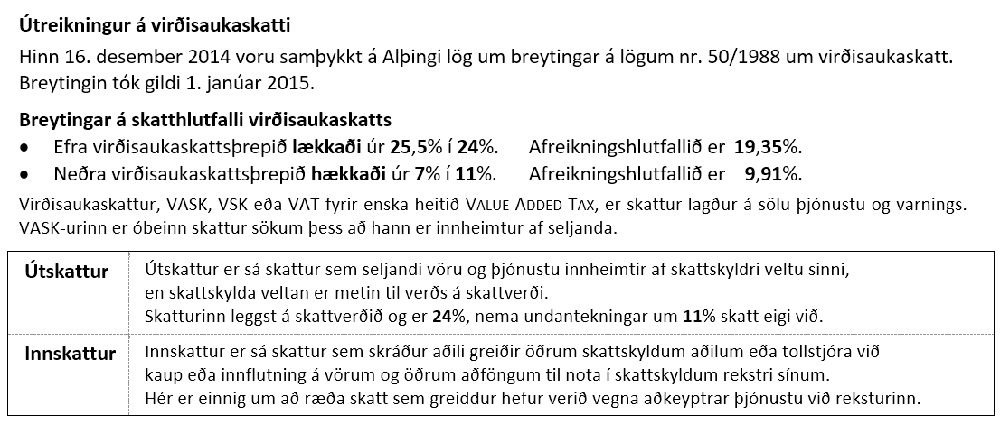 Útreikningur á virðisaukaskatti
Hinn 16. desember 2014 voru samþykkt á Alþingi lög um breytingar á lögum nr. 50/1988 um virðisaukaskatt.
Breytingin tók gildi 1. janúar 2015.
Breytingar á skatthlutfalli virðisaukaskatts
• Efra virðisaukaskattsþrepið lækkaði úr 25,5% í 24%. Afreikningshlutfallið er 19,35%.
• Neðra virðisaukaskattsþrepið hækkaði úr 7% í 11%. Afreikningshlutfallið er 9,91%.
Virðisaukaskattur, VASK, VSK eða VAT fyrir enska heitið VALUE ADDED TAX, er skattur lagður á sölu þjónustu og varnings.
VASK-urinn er óbeinn skattur sökum þess að hann er innheimtur af seljanda.
Útskattur
Útskattur er sá skattur sem seljandi vöru og þjónustu innheimtir af skattskyldri veltu sinni,
en skattskylda veltan er metin til verðs á skattverði.
Skatturinn leggst á skattverðið og er 24%, nema undantekningar um 11% skatt eigi við.
Innskattur
Innskattur er sá skattur sem skráður aðili greiðir öðrum skattskyldum aðilum eða tollstjóra við
kaup eða innflutning á vörum og öðrum aðföngum til nota í skattskyldum rekstri sínum.
Hér er einnig um að ræða skatt sem greiddur hefur verið vegna aðkeyptrar þjónustu við reksturinn.